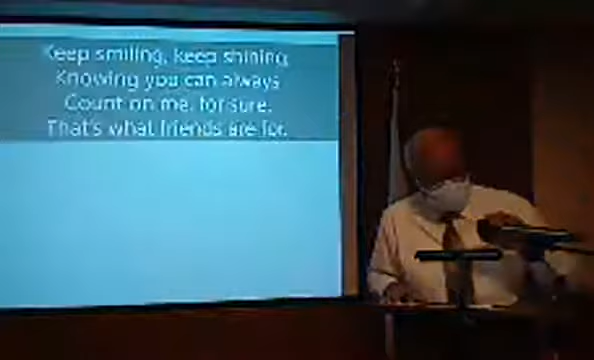 Keep smiling, keep shining,
Knowing you can always
Count on me, for sure.
That's what friends are for.